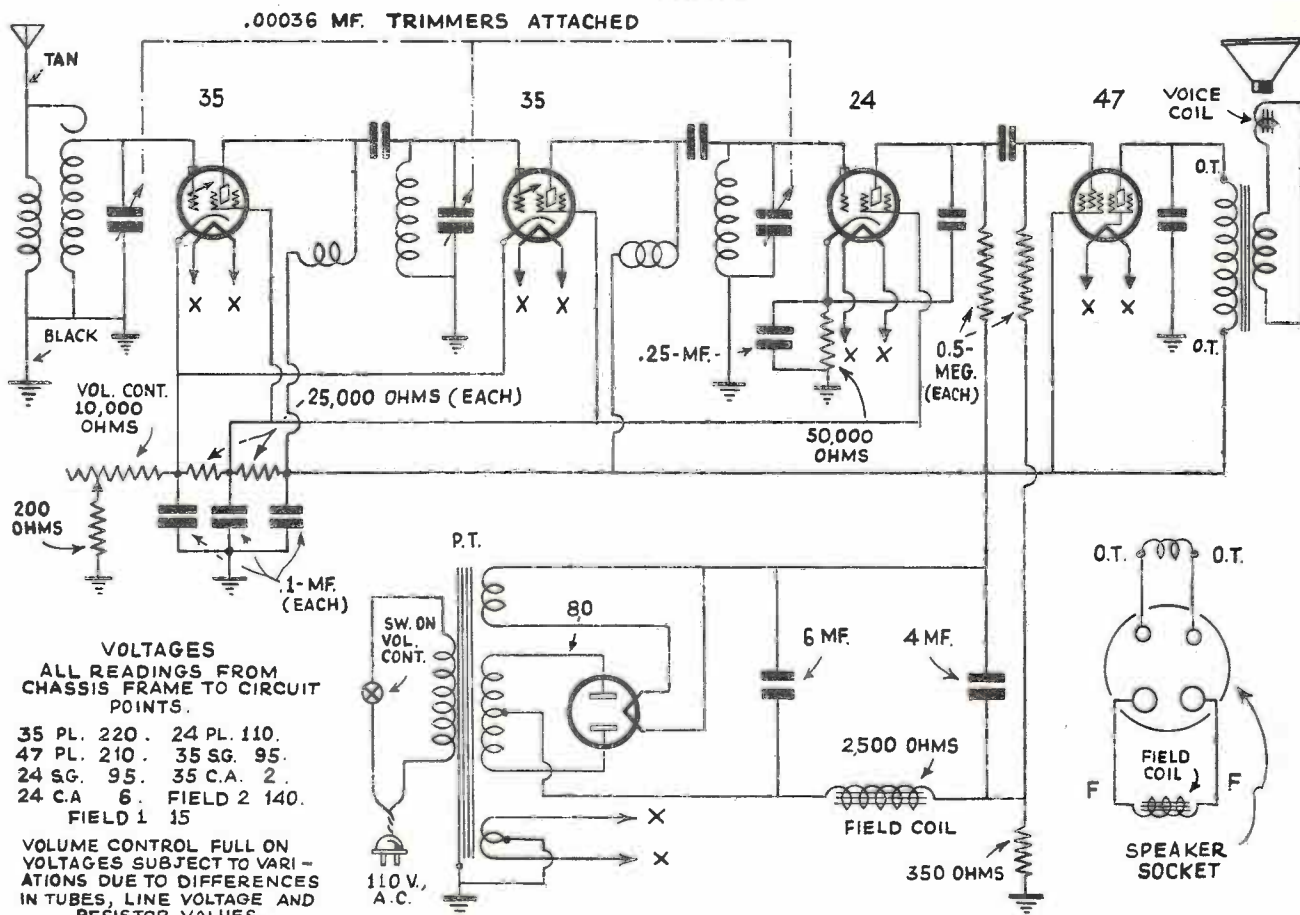 .00036 MF. TRIMMERS ATTACHED
TAN
35
35
24
47
VOICE
COIL
O.T.
O.T.
X X
X X
X X
X X
BLACK
.25-MF.
0.5-
MEG.
(EACH)
VOL. CONT.
10,000
OHMS
25,000 OHMS (EACH)
50,000
OHMS
200
OHMS
.1-MF.
(EACH)
P.T.
SW. ON
VOL.
CONT.
80
6 MF.
4 MF.
O.T.
O.T.
2,500 OHMS
FIELD COIL
X
X
110 V.,
A.C.
350 OHMS
FIELD
COIL
F
F
SPEAKER
SOCKET
VOLTAGES
ALL READINGS FROM
CHASSIS FRAME TO CIRCUIT
POINTS.
35 PL. 220. 24 PL. 110.
47 PL. 210. 35 SG. 95.
24 SG. 95. 35 C.A. 2.
24 C.A 6. FIELD 2 140.
FIELD 1 15
VOLUME CONTROL FULL ON
VOLTAGES SUBJECT TO VARI-
ATIONS DUE TO DIFFERENCES
IN TUBES, LINE VOLTAGE AND
RESISTOR VALUES